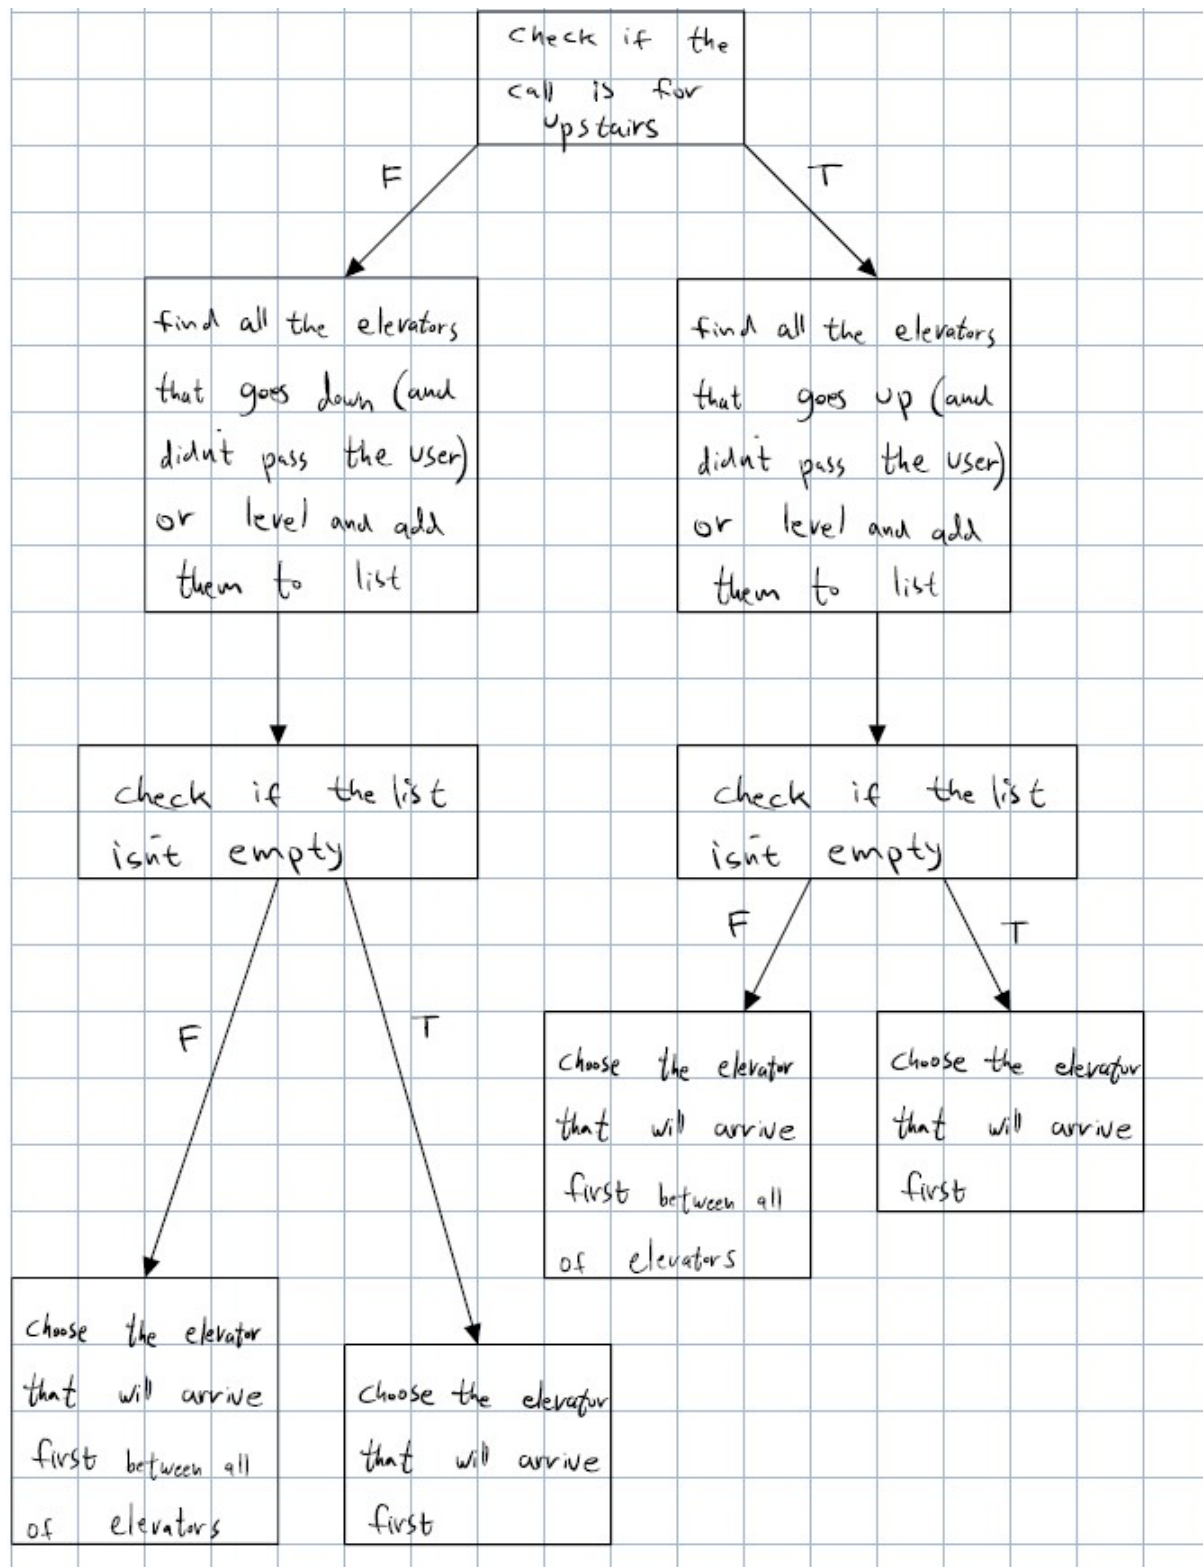 check if the
call is for
upstairs
F
T
find all the elevators
that goes down (and
didn't pass the user)
or level and add
them to list
find all the elevators
that goes up (and
didn't pass the user)
or level and add
them to list
check if the list
isn't empty
check if the list
isn't empty
F
T
F
T
choose the elevator
that will arrive
first between all
of elevators
choose the elevator
that will arrive
first
choose the elevator
that will arrive
first between all
of elevators
choose the elevator
that will arrive
first